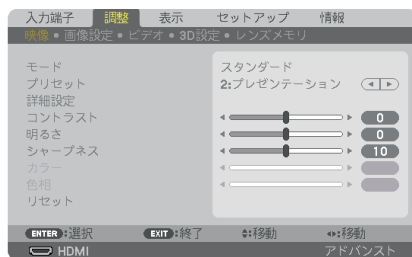 入力端子 調整 表示 セットアップ 情報
映像 • 画像設定 • ビデオ • 3D設定 • レンズメモリ
モード スタンダード
プリセット 2:プレゼンテーション
詳細設定
コントラスト 0
明るさ 0
シャープネス 10
カラー
色相
リセット
ENTER:選択 EXIT:終了 :移動 :移動
HDMI アドバンスト